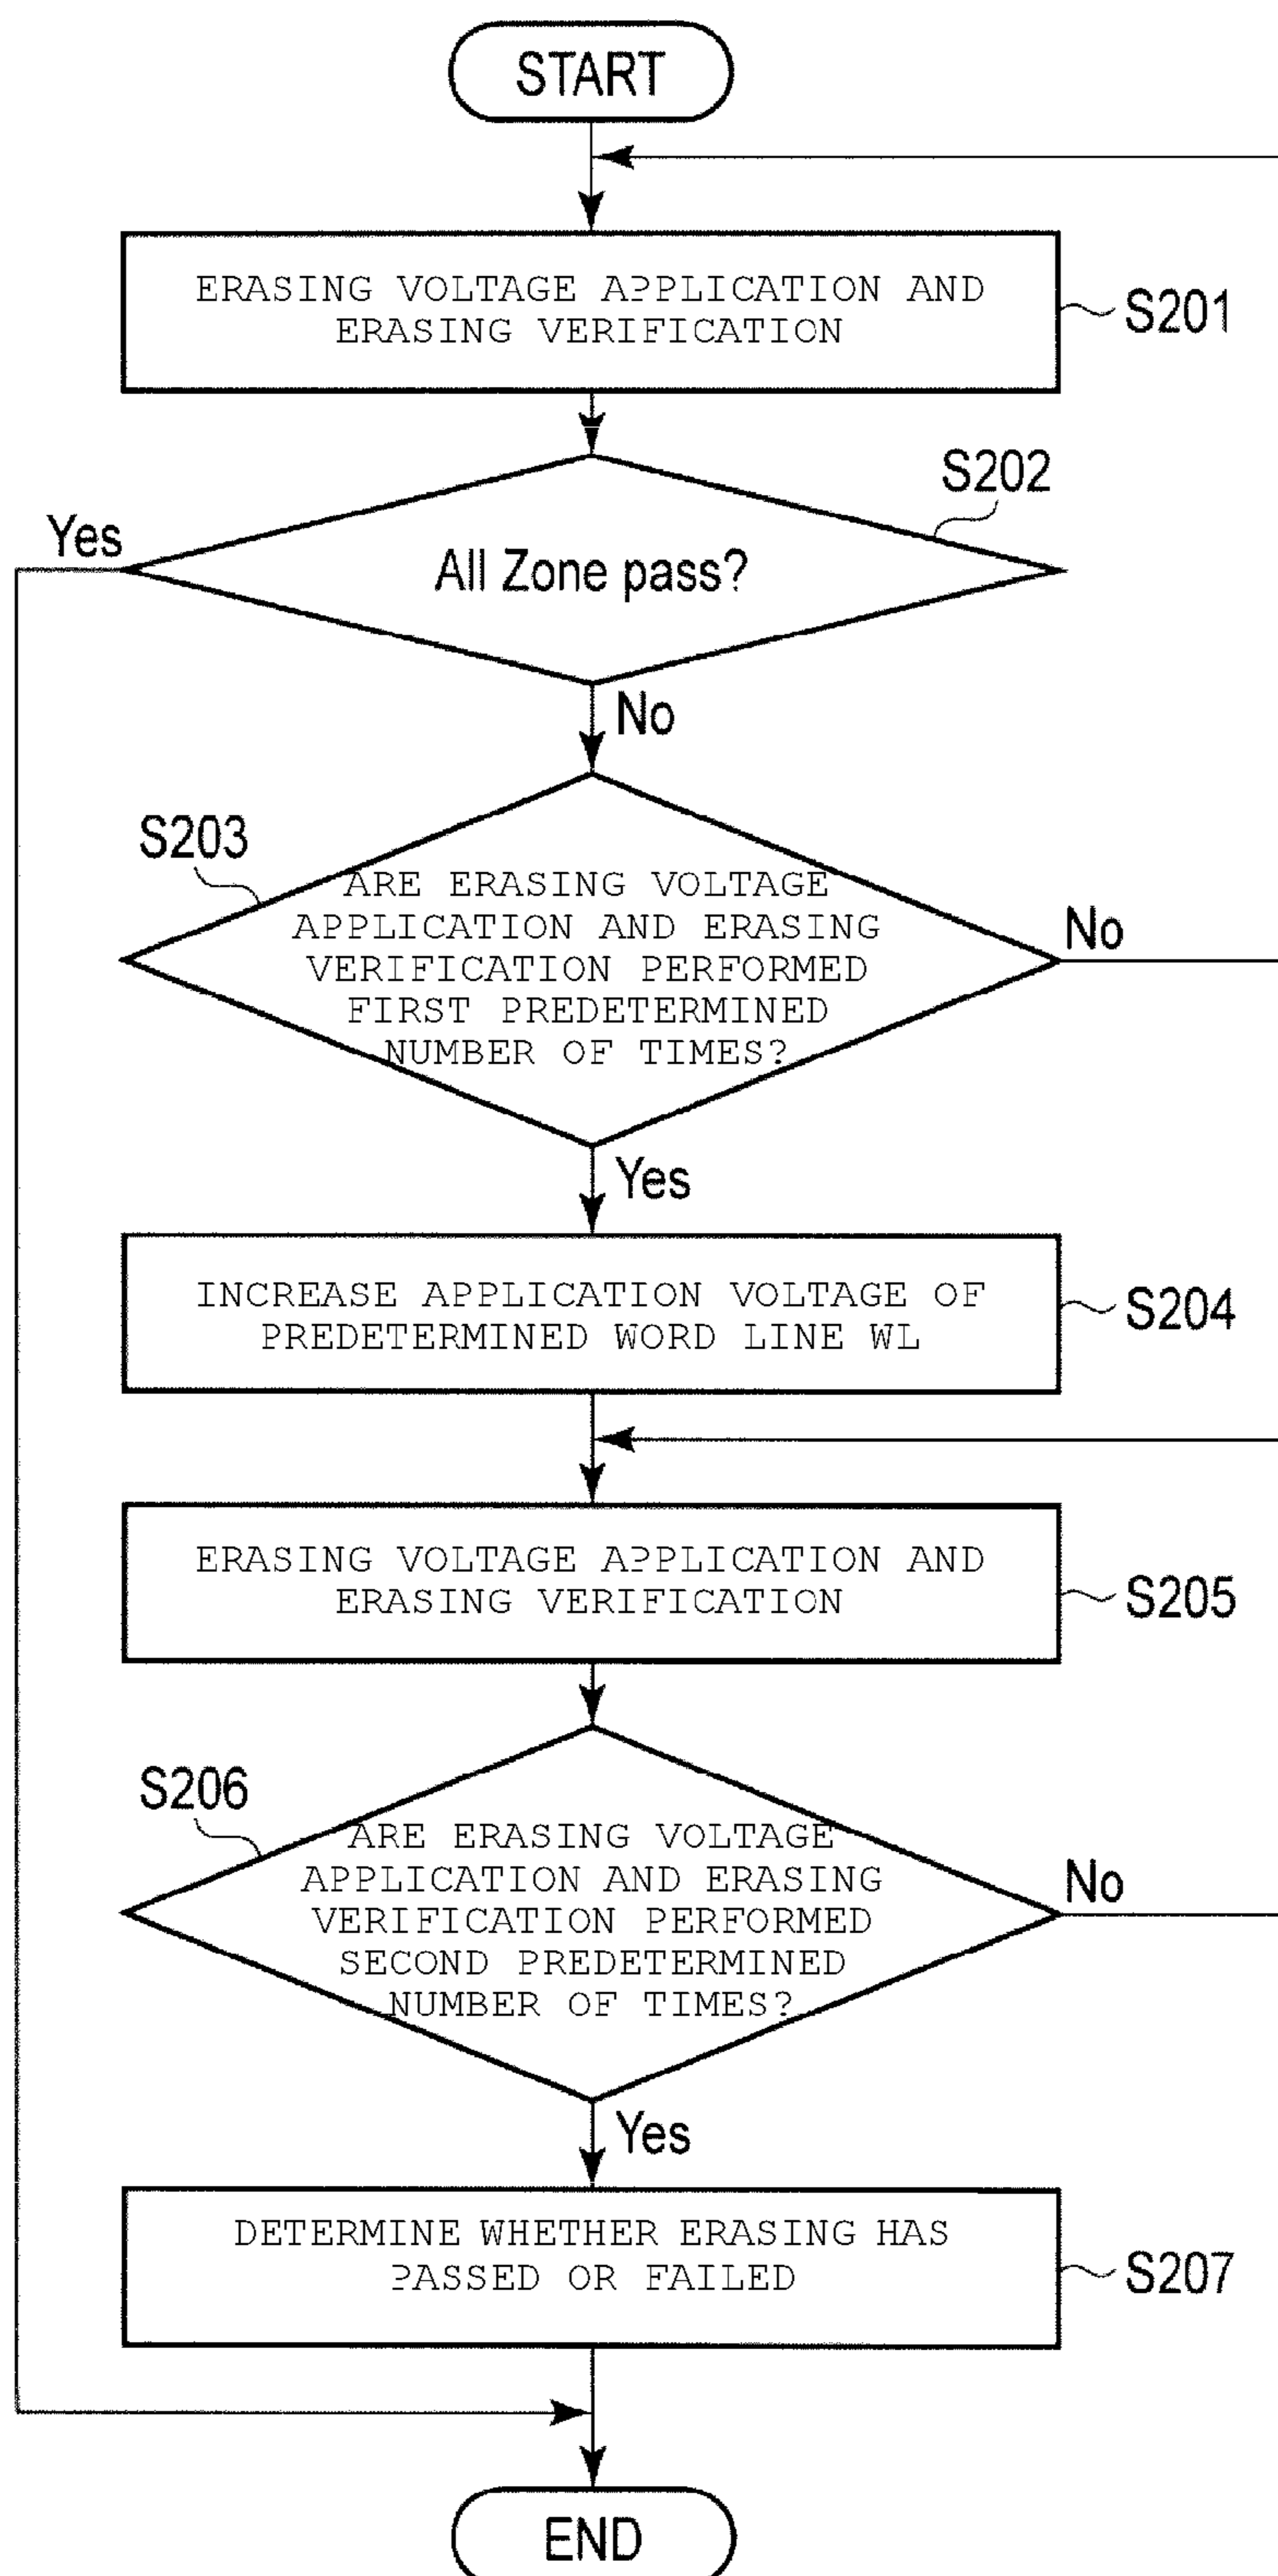 START
ERASING VOLTAGE APPLICATION AND
ERASING VERIFICATION
S201
S202
Yes
All Zone pass?
No
S203
ARE ERASING VOLTAGE
APPLICATION AND ERASING
VERIFICATION PERFORMED
FIRST PREDETERMINED
NUMBER OF TIMES?
No
Yes
INCREASE APPLICATION VOLTAGE OF
PREDETERMINED WORD LINE WL
S204
ERASING VOLTAGE APPLICATION AND
ERASING VERIFICATION
S205
S206
ARE ERASING VOLTAGE
APPLICATION AND ERASING
VERIFICATION PERFORMED
SECOND PREDETERMINED
NUMBER OF TIMES?
No
Yes
DETERMINE WHETHER ERASING HAS
PASSED OR FAILED
S207
END